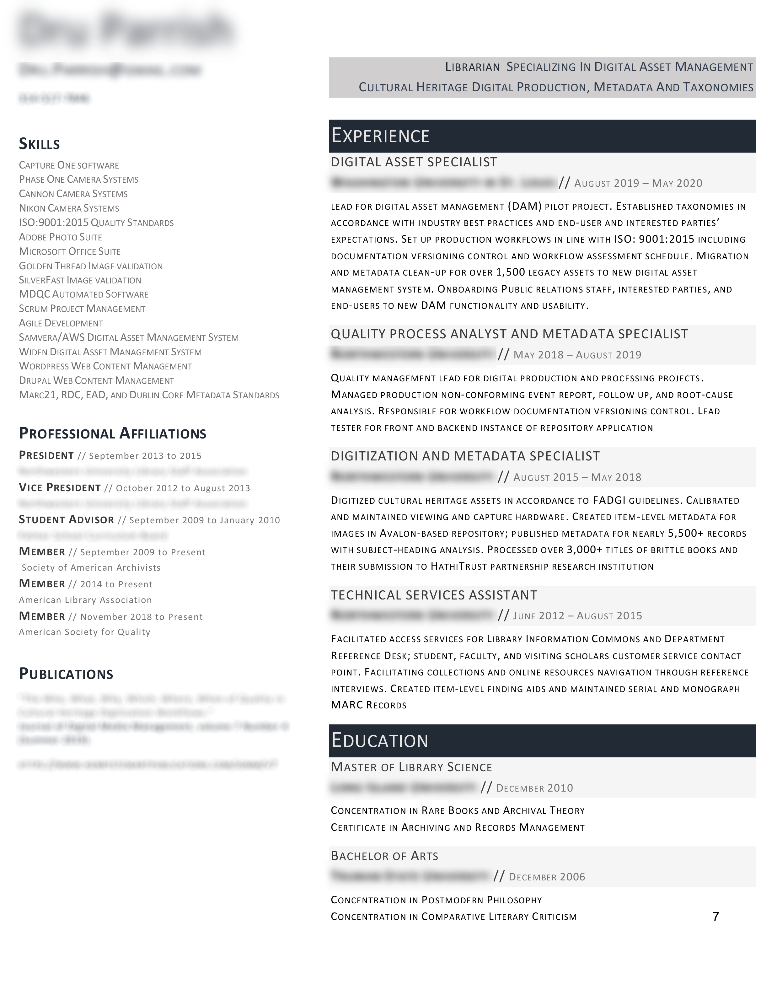 Librarian Specializing In Digital Asset Management
Cultural Heritage Digital Production, Metadata And Taxonomies
Skills
Capture One software
Phase One Camera Systems
Cannon Camera Systems
Nikon Camera Systems
ISO:9001:2015 Quality Standards
Adobe Photo Suite
Microsoft Office Suite
Golden Thread Image validation
SilverFast Image validation
MDQC Automated Software
Scrum Project Management
Agile Development
Samvera/AWS Digital Asset Management System
Widen Digital Asset Management System
Wordpress Web Content Management
Drupal Web Content Management
Marc21, RDC, EAD, and Dublin Core Metadata Standards
Professional Affiliations
President // September 2013 to 2015
Vice President // October 2012 to August 2013
Student Advisor // September 2009 to January 2010
Member // September 2009 to Present
Society of American Archivists
Member // 2014 to Present
American Library Association
Member // November 2018 to Present
American Society for Quality
Publications
Experience
DIGITAL ASSET SPECIALIST
// August 2019 – May 2020
lead for digital asset management (DAM) pilot project. Established taxonomies in
accordance with industry best practices and end-user and interested parties’
expectations. Set up production workflows in line with ISO: 9001:2015 including
documentation versioning control and workflow assessment schedule. Migration
and metadata clean-up for over 1,500 legacy assets to new digital asset
management system. Onboarding Public relations staff, interested parties, and
end-users to new DAM functionality and usability.
QUALITY PROCESS ANALYST AND METADATA SPECIALIST
// May 2018 – August 2019
Quality management lead for digital production and processing projects.
Managed production non-conforming event report, follow up, and root-cause
analysis. Responsible for workflow documentation versioning control. Lead
tester for front and backend instance of repository application
DIGITIZATION AND METADATA SPECIALIST
// August 2015 – May 2018
Digitized cultural heritage assets in accordance to FADGI guidelines. Calibrated
and maintained viewing and capture hardware. Created item-level metadata for
images in Avalon-based repository; published metadata for nearly 5,500+ records
with subject-heading analysis. Processed over 3,000+ titles of brittle books and
their submission to HathiTrust partnership research institution
TECHNICAL SERVICES ASSISTANT
// June 2012 – August 2015
Facilitated access services for Library Information Commons and Department
Reference Desk; student, faculty, and visiting scholars customer service contact
point. Facilitating collections and online resources navigation through reference
interviews. Created item-level finding aids and maintained serial and monograph
MARC Records
Education
Master of Library Science
// December 2010
Concentration in Rare Books and Archival Theory
Certificate in Archiving and Records Management
Bachelor of Arts
// December 2006
Concentration in Postmodern Philosophy
Concentration in Comparative Literary Criticism
7